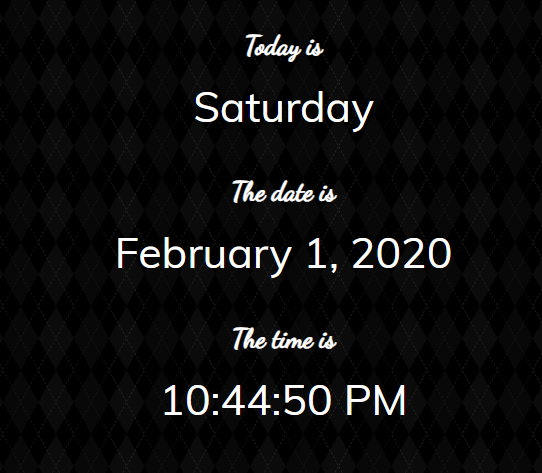 Today is
Saturday
The date is
February 1, 2020
The time is
10:44:50 PM